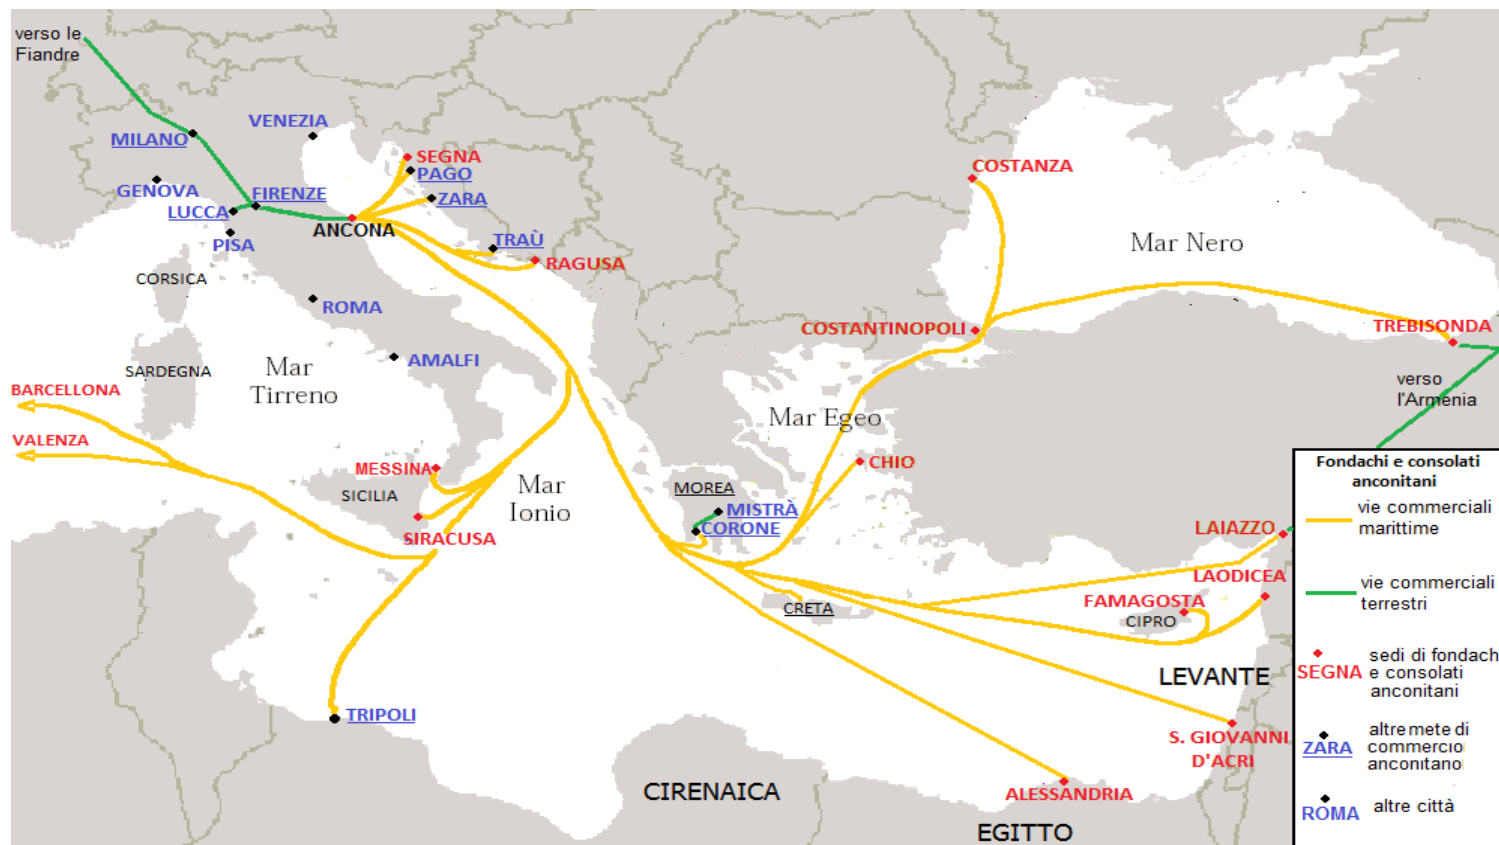 verso le
Fiandre
VENEZIA
MILANO
SEGNA
PAGO
COSTANZA
GENOVA
FIRENZE
ZARA
LUCCA
ANCONA
PISA
TRAÙ
RAGUSA
Mar Nero
CORSICA
ROMA
COSTANTINOPOLI
TREBISONDA
AMALFI
SARDEGNA
Mar
Tirreno
verso
l'Armenia
BARCELLONA
Mar Egeo
VALENZA
MESSINA
CHIO
SICILIA
Mar
Ionio
MOREA
MISTRÀ
CORONE
SIRACUSA
LAIAZZO
LAODICEA
FAMAGOSTA
CIPRO
CRETA
LEVANTE
TRIPOLI
S. GIOVANNI
D'ACRI
CIRENAICA
ALESSANDRIA
EGITTO
Fondachi e consolati
anconitani
vie commerciali
marittime
vie commerciali
terrestri
SEGNA
sedi di fondach
e consolati
anconitani
ZARA
altre mete di
commercio
anconitano
ROMA
altre città